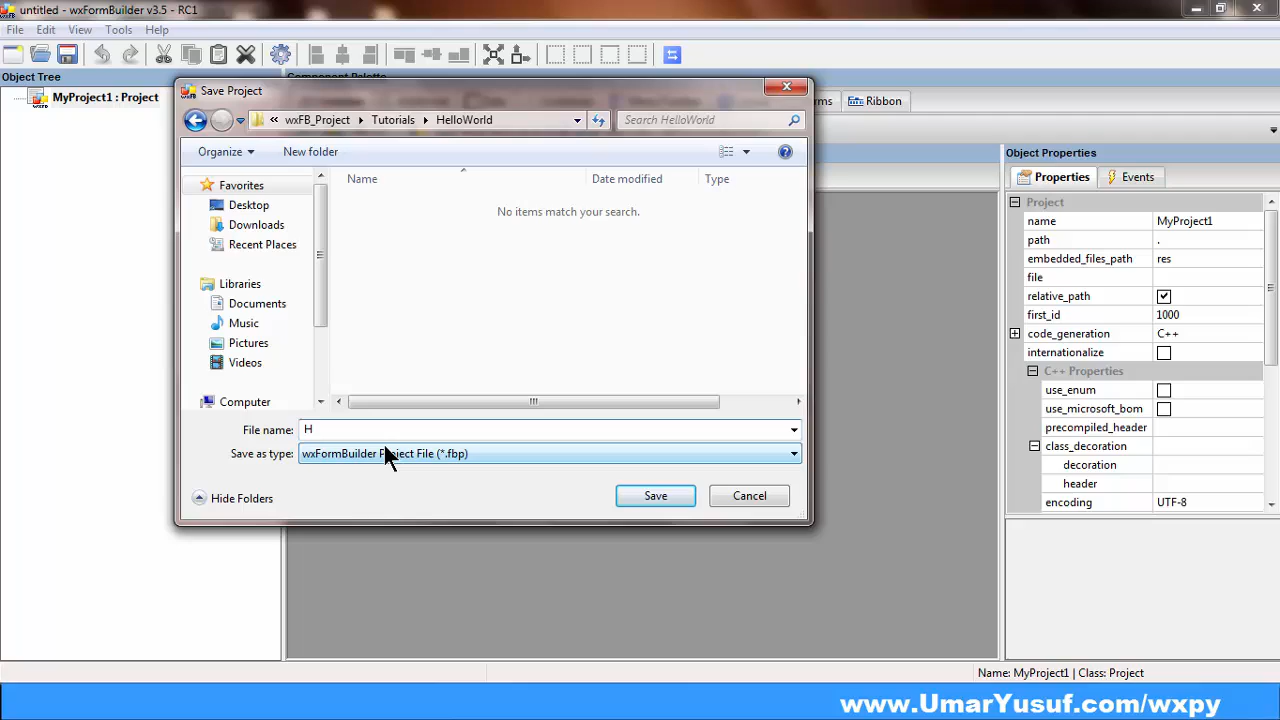 untitled - wxFormBuilder v3.5 - RC1
File Edit View Tools Help
Object Tree
MyProject1 : Project
Component Palette
rms
Ribbon
Save Project
« wxFB_Project Tutorials HelloWorld
Search HelloWorld
Organize
New folder
Favorites
Desktop
Downloads
Recent Places
Libraries
Documents
Music
Pictures
Videos
Computer
Name Date modified Type
No items match your search.
File name: H
Save as type: wxFormBuilder Project File (*.fbp)
Hide Folders
Save
Cancel
Object Properties
Properties Events
Project
name MyProject1
path .
embedded_files_path res
file
relative_path
first_id 1000
code_generation C++
internationalize
C++ Properties
use_enum
use_microsoft_bom
precompiled_header
class_decoration
decoration
header
encoding UTF-8
Name: MyProject1 | Class: Project
www.UmarYusuf.com/wxpy